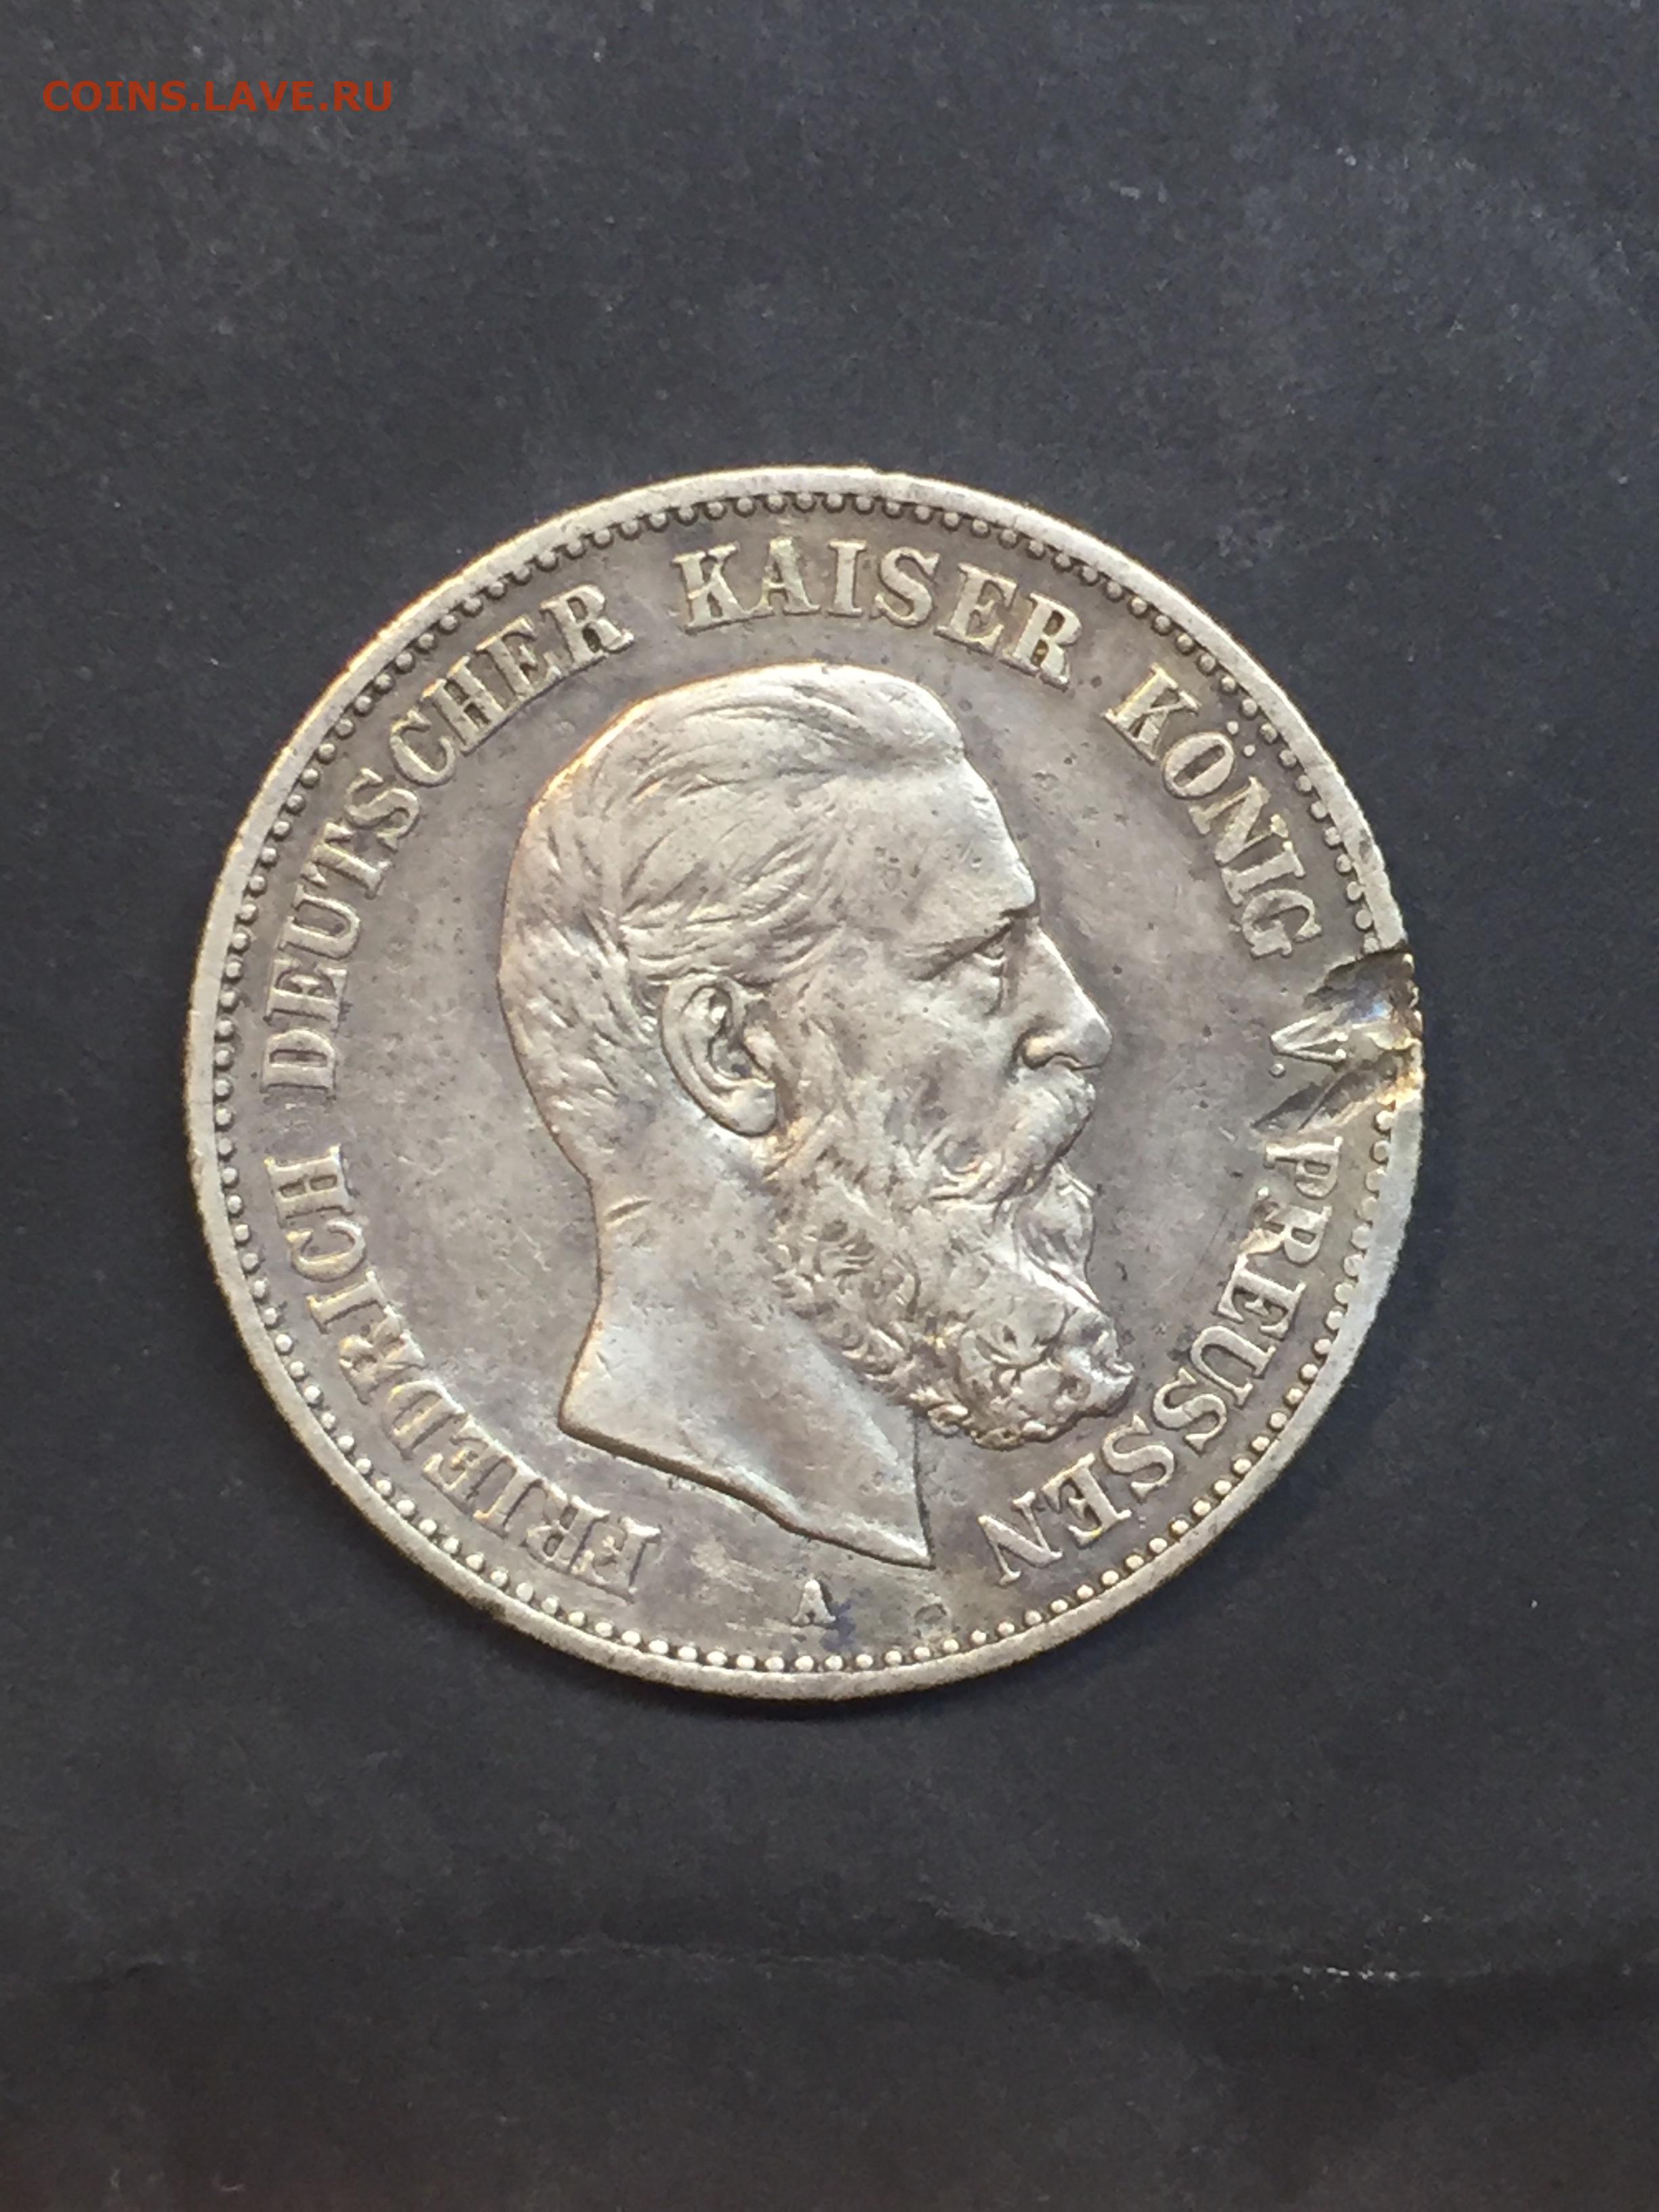 COINS.LAVE.RU
FRIEDRICH DEUTSCHER KAISER KÖNIG V. PREUSSEN
A